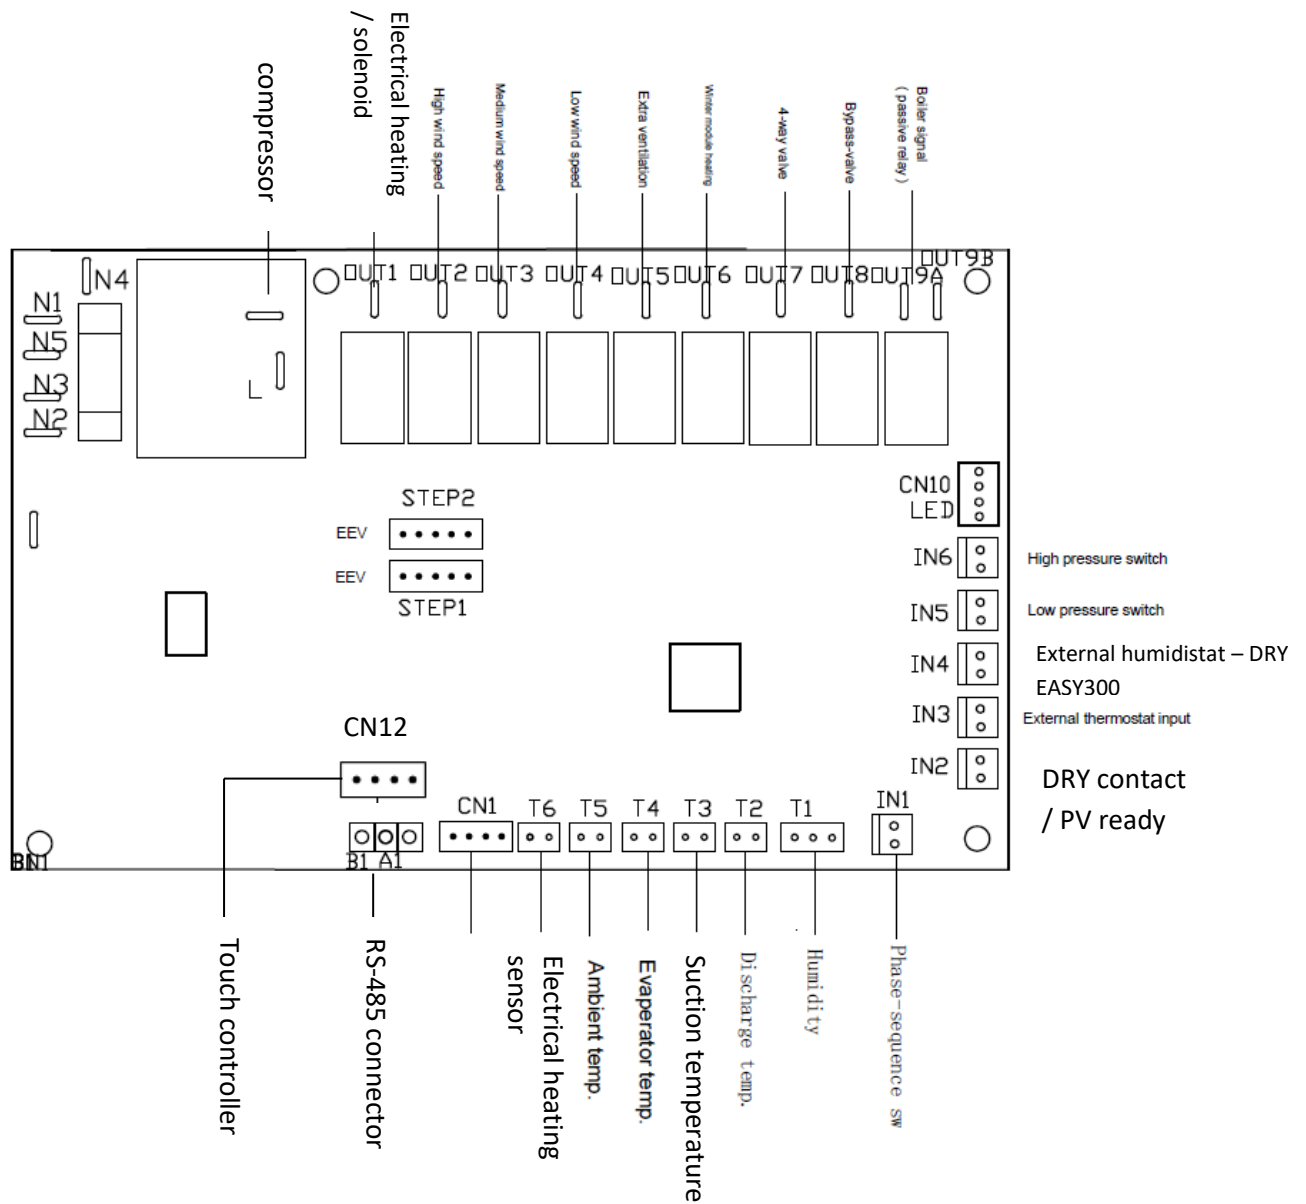 Electrical heating
/ solenoid
compressor
High wind speed
Medium wind speed
Low wind speed
Extra ventilation
Winter module heating
4-way valve
Bypass-valve
Boiler signal
( passive relay )
N4
N1
N5
N3
N2
L
OUT1
OUT2
OUT3
OUT4
OUT5
OUT6
OUT7
OUT8
OUT9A
OUT9B
STEP2
EEV
EEV
STEP1
CN10
LED
IN6
High pressure switch
IN5
Low pressure switch
IN4
External humidistat – DRY
EASY300
IN3
External thermostat input
IN2
DRY contact
/ PV ready
CN12
CN1
T6
T5
T4
T3
T2
T1
IN1
B1
A1
Touch controller
RS-485 connector
Electrical heating
sensor
Ambient temp.
Evaperator temp.
Suction temperature
Discharge temp.
Humidity
Phase-sequence sw